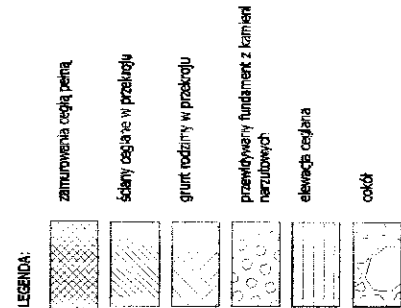 LEGENDA:
zamurowania cegłą pełną
ściany ceglane w przekroju
grunt rodzimy w przekroju
przewidywany fundament z kamieni
narzutowych
elewacja ceglana
cokół